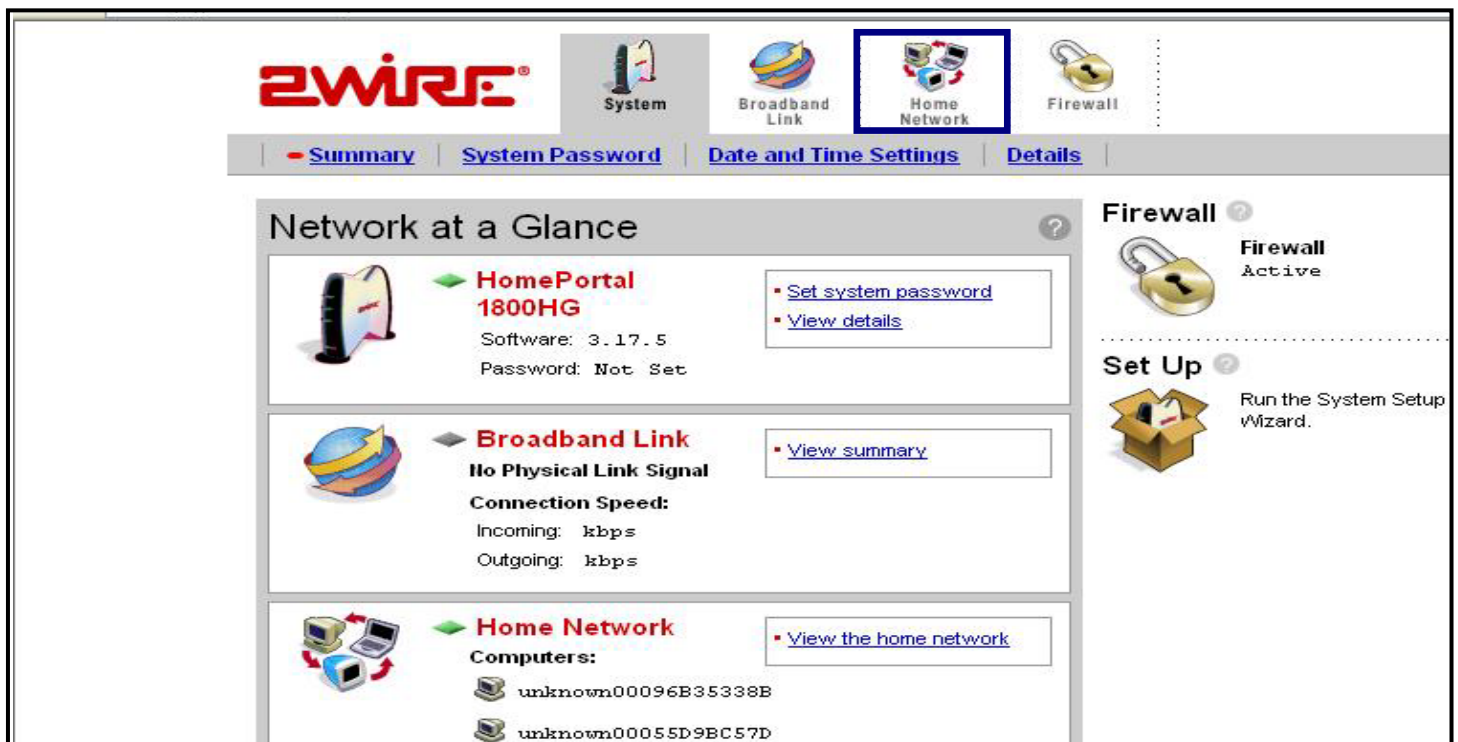 2WIRE®
System
Broadband
Link
Home
Network
Firewall
Summary
System Password
Date and Time Settings
Details
Network at a Glance
?
HomePortal
1800HG
Software: 3.17.5
Password: Not Set
Set system password
View details
Broadband Link
No Physical Link Signal
Connection Speed:
Incoming: kbps
Outgoing: kbps
View summary
Home Network
Computers:
unknown00096B35338B
unknown00055D9BC57D
View the home network
Firewall ?
Firewall
Active
Set Up ?
Run the System Setup
Wizard.